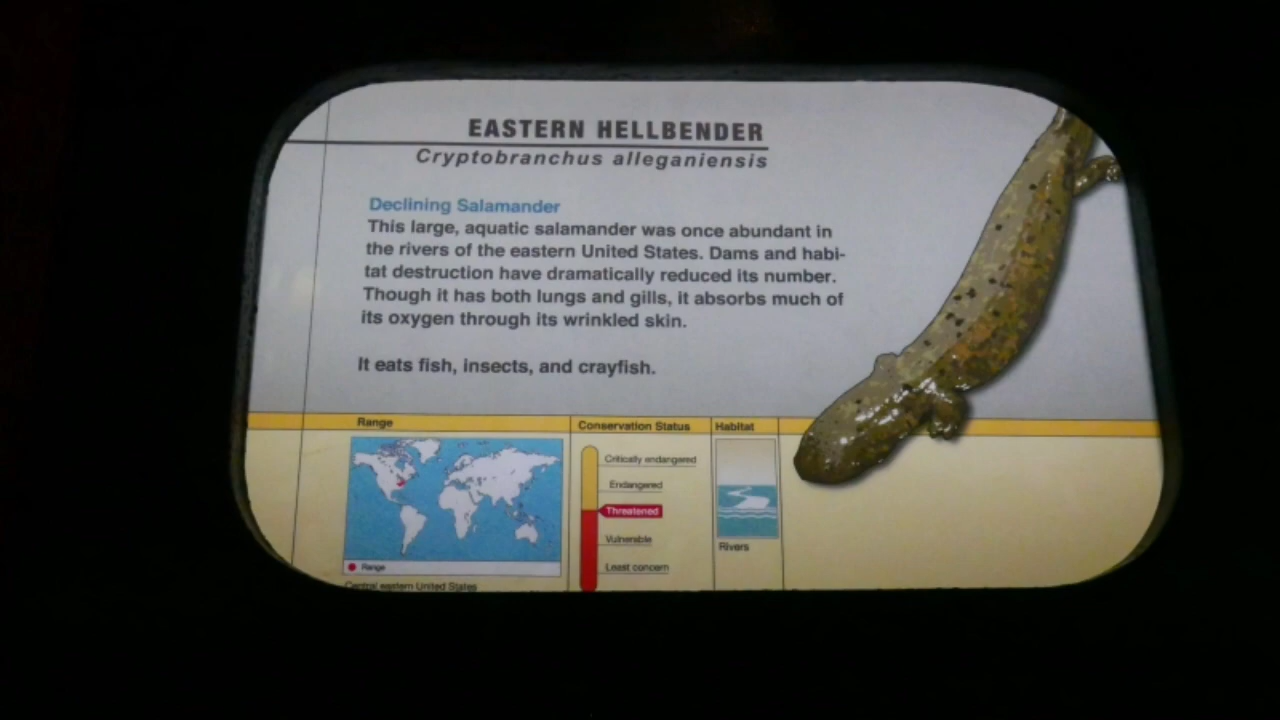 EASTERN HELLBENDER
Cryptobranchus alleganiensis
Declining Salamander
This large, aquatic salamander was once abundant in
the rivers of the eastern United States. Dams and habi-
tat destruction have dramatically reduced its number.
Though it has both lungs and gills, it absorbs much of
its oxygen through its wrinkled skin.
It eats fish, insects, and crayfish.
Range
Range
Central eastern United States
Conservation Status
Critically endangered
Endangered
Threatened
Vulnerable
Least concern
Habitat
Rivers